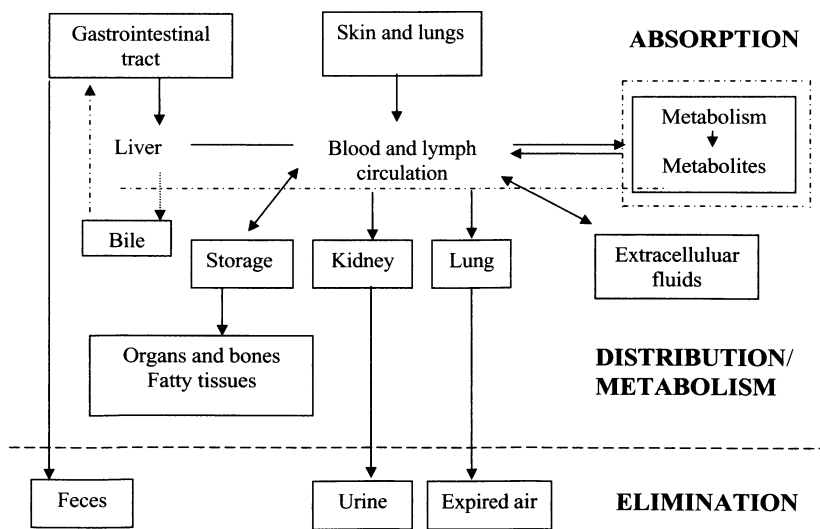 Gastrointestinal
tract
Skin and lungs
ABSORPTION
Metabolism
Metabolites
Liver
Blood and lymph
circulation
Bile
Storage
Kidney
Lung
Extracelluluar
fluids
Organs and bones
Fatty tissues
DISTRIBUTION/
METABOLISM
Feces
Urine
Expired air
ELIMINATION